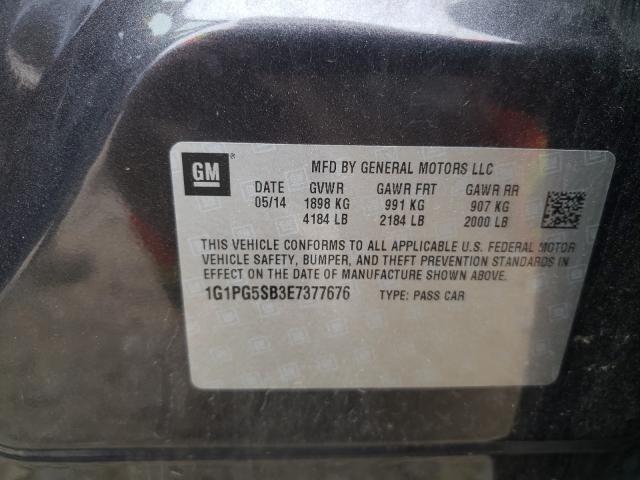 GM ®
MFD BY GENERAL MOTORS LLC
DATE GVWR GAWR FRT GAWR RR
05/14 1898 KG 991 KG 907 KG
4184 LB 2184 LB 2000 LB
THIS VEHICLE CONFORMS TO ALL APPLICABLE U.S. FEDERAL MOTOR
VEHICLE SAFETY, BUMPER, AND THEFT PREVENTION STANDARDS IN
EFFECT ON THE DATE OF MANUFACTURE SHOWN ABOVE.
1G1PG5SB3E7377676 TYPE: PASS CAR